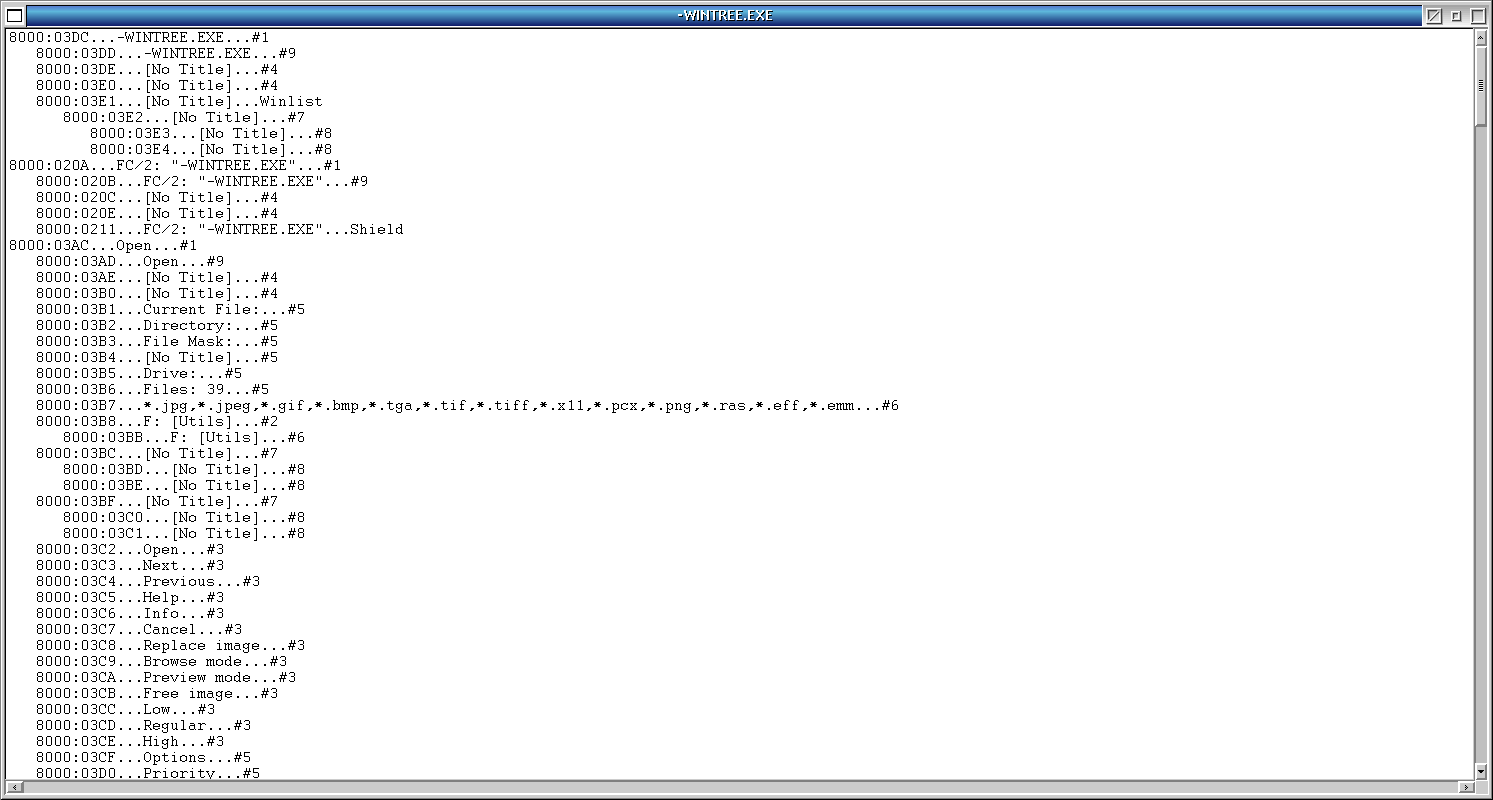 -WINTREE.EXE
8000:03DC...-WINTREE.EXE...#1
8000:03DD...-WINTREE.EXE...#9
8000:03DE...[No Title]...#4
8000:03E0...[No Title]...#4
8000:03E1...[No Title]...Winlist
8000:03E2...[No Title]...#7
8000:03E3...[No Title]...#8
8000:03E4...[No Title]...#8
8000:020A...FC/2: "-WINTREE.EXE"...#1
8000:020B...FC/2: "-WINTREE.EXE"...#9
8000:020C...[No Title]...#4
8000:020E...[No Title]...#4
8000:0211...FC/2: "-WINTREE.EXE"...Shield
8000:03AC...Open...#1
8000:03AD...Open...#9
8000:03AE...[No Title]...#4
8000:03B0...[No Title]...#4
8000:03B1...Current File:...#5
8000:03B2...Directory:...#5
8000:03B3...File Mask:...#5
8000:03B4...[No Title]...#5
8000:03B5...Drive:...#5
8000:03B6...Files: 39...#5
8000:03B7...*.jpg,*.jpeg,*.gif,*.bmp,*.tga,*.tif,*.tiff,*.x11,*.pcx,*.png,*.ras,*.eff,*.emm...#6
8000:03B8...F: [Utils]...#2
8000:03BB...F: [Utils]...#6
8000:03BC...[No Title]...#7
8000:03BD...[No Title]...#8
8000:03BE...[No Title]...#8
8000:03BF...[No Title]...#7
8000:03C0...[No Title]...#8
8000:03C1...[No Title]...#8
8000:03C2...Open...#3
8000:03C3...Next...#3
8000:03C4...Previous...#3
8000:03C5...Help...#3
8000:03C6...Info...#3
8000:03C7...Cancel...#3
8000:03C8...Replace image...#3
8000:03C9...Browse mode...#3
8000:03CA...Preview mode...#3
8000:03CB...Free image...#3
8000:03CC...Low...#3
8000:03CD...Regular...#3
8000:03CE...High...#3
8000:03CF...Options...#5
8000:03D0...Priority...#5